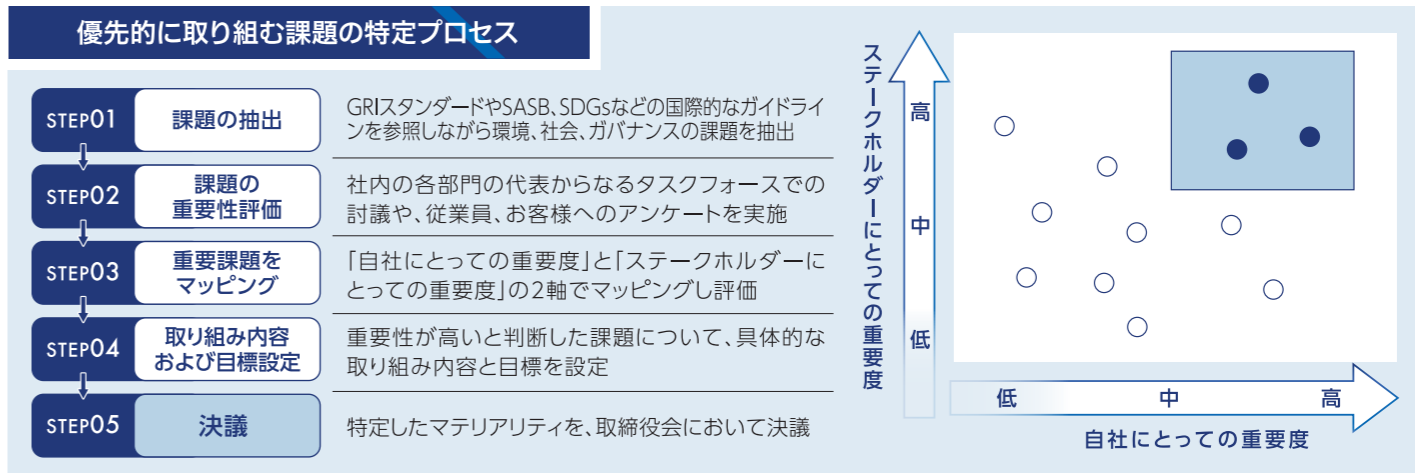 優先的に取り組む課題の特定プロセス
STEP01
課題の抽出
GRIスタンダードやSASB、SDGsなどの国際的なガイドライ
ンを参照しながら環境、社会、ガバナンスの課題を抽出
STEP02
課題の
重要性評価
社内の各部門の代表からなるタスクフォースでの
討議や、従業員、お客様へのアンケートを実施
STEP03
重要課題を
マッピング
「自社にとっての重要度」と「ステークホルダーに
とっての重要度」の2軸でマッピングし評価
STEP04
取り組み内容
および目標設定
重要性が高いと判断した課題について、具体的な
取り組み内容と目標を設定
STEP05
決議
特定したマテリアリティを、取締役会において決議
ステークホルダーにとっての重要度
高
中
低
低 中 高
自社にとっての重要度